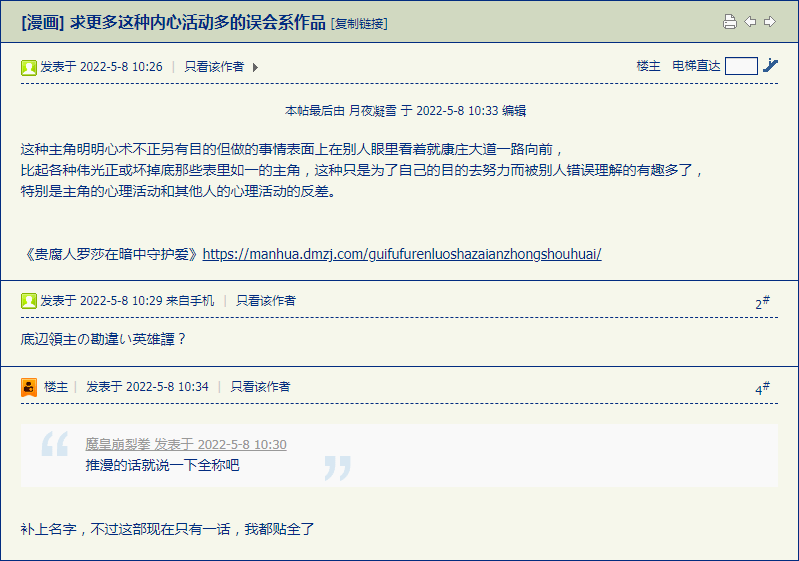 [漫画] 求更多这种内心活动多的误会系作品 [复制链接]
发表于 2022-5-8 10:26 | 只看该作者
楼主 电梯直达
本帖最后由 月夜凝雪 于 2022-5-8 10:33 编辑
这种主角明明心术不正另有目的但做的事情表面上在别人眼里看着就康庄大道一路向前，
比起各种伟光正或坏掉底那些表里如一的主角，这种只是为了自己的目的去努力而被别人错误理解的有趣多了，
特别是主角的心理活动和其他人的心理活动的反差。
《贵腐人罗莎在暗中守护爱》https://manhua.dmzj.com/guifufurenluoshazaianzhongshouhuai/
发表于 2022-5-8 10:29 来自手机 | 只看该作者
2#
底辺領主の勘違い英雄譚？
楼主 | 发表于 2022-5-8 10:34 | 只看该作者
4#
魔皇崩裂拳 发表于 2022-5-8 10:30
推漫的话就说一下全称吧
补上名字，不过这部现在只有一话，我都贴全了